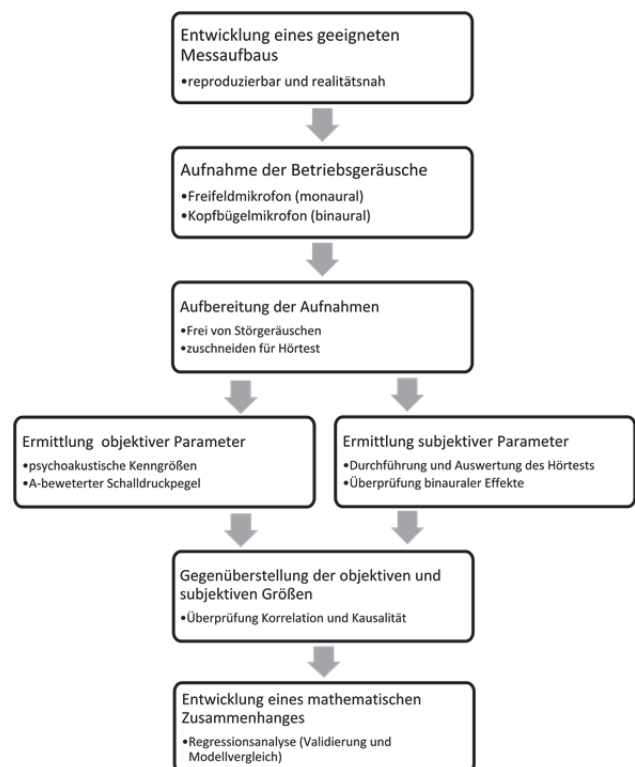 Entwicklung eines geeigneten
Messaufbaus
•reproduzierbar und realitätsnah
Aufnahme der Betriebsgeräusche
•Freifeldmikrofon (monaural)
•Kopfbügelmikrofon (binaural)
Aufbereitung der Aufnahmen
•Frei von Störgeräuschen
•zuschneiden für Hörtest
Ermittlung objektiver Parameter
•psychoakustische Kenngrößen
•A-beweterter Schalldruckpegel
Ermittlung subjektiver Parameter
•Durchführung und Auswertung des Hörtests
•Überprüfung binauraler Effekte
Gegenüberstellung der objektiven und
subjektiven Größen
•Überprüfung Korrelation und Kausalität
Entwicklung eines mathematischen
Zusammenhanges
•Regressionsanalyse (Validierung und
Modellvergleich)